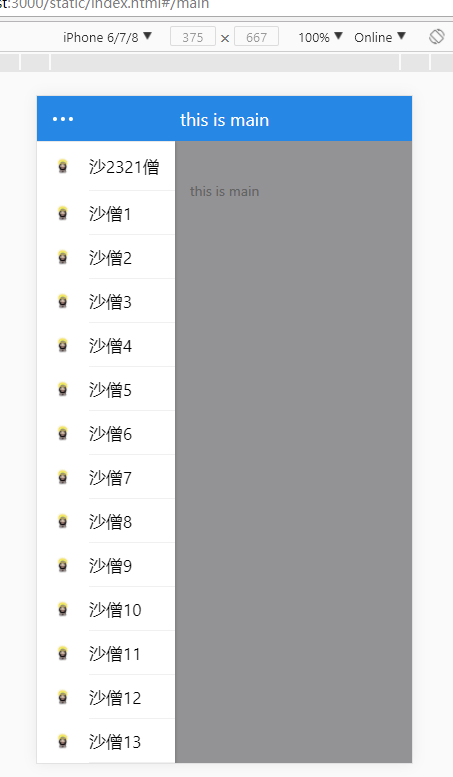 st:3000/static/index.html#/main
iPhone 6/7/8 ▼ 375 × 667 100% ▼ Online ▼
••• this is main
沙2321僧
this is main
沙僧1
沙僧2
沙僧3
沙僧4
沙僧5
沙僧6
沙僧7
沙僧8
沙僧9
沙僧10
沙僧11
沙僧12
沙僧13